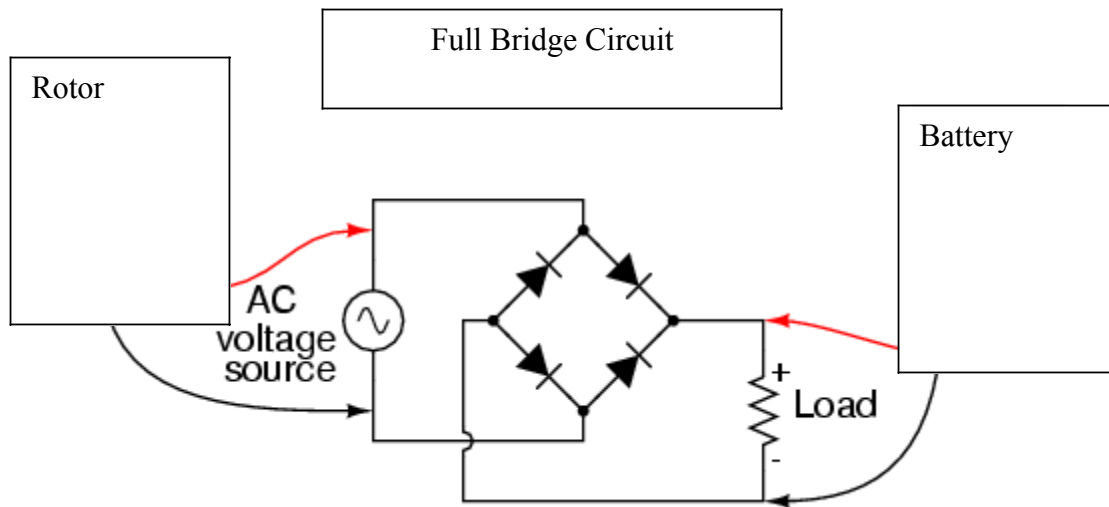 Full Bridge Circuit
Rotor
Battery
AC
voltage
source
+
Load
-